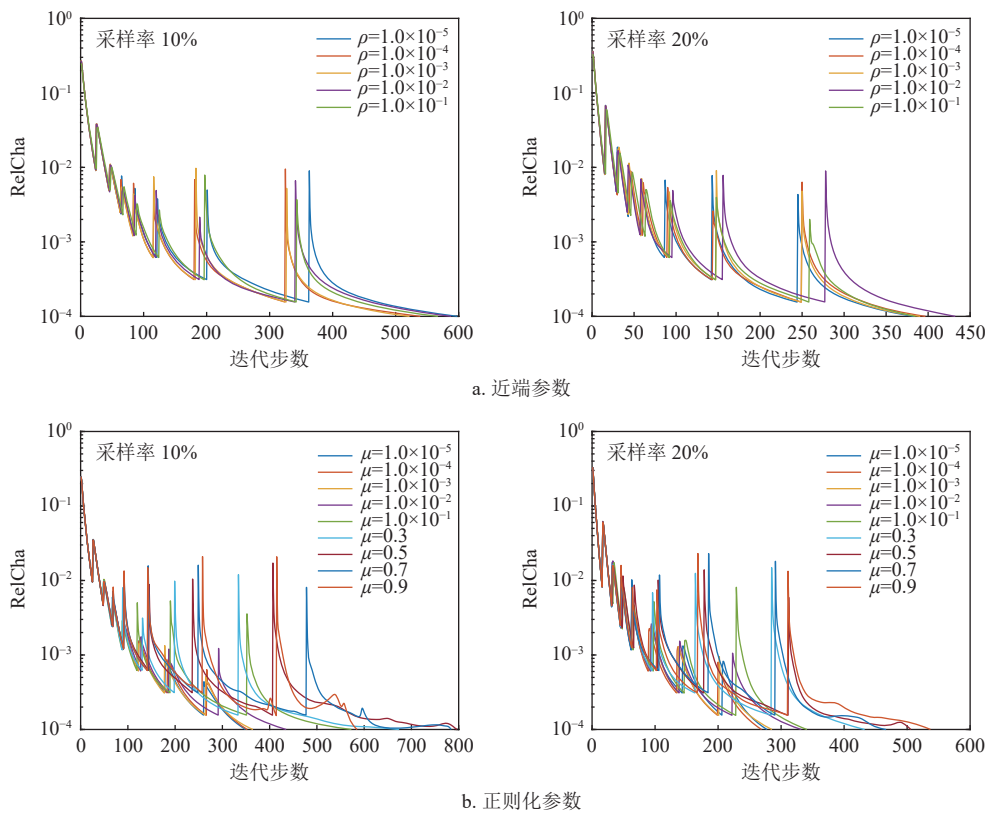 采样率 10%
ρ=1.0×10⁻⁵
ρ=1.0×10⁻⁴
ρ=1.0×10⁻³
ρ=1.0×10⁻²
ρ=1.0×10⁻¹
RelCha
10⁰
10⁻¹
10⁻²
10⁻³
10⁻⁴
0 100 200 300 400 500 600
迭代步数
采样率 20%
ρ=1.0×10⁻⁵
ρ=1.0×10⁻⁴
ρ=1.0×10⁻³
ρ=1.0×10⁻²
ρ=1.0×10⁻¹
RelCha
10⁰
10⁻¹
10⁻²
10⁻³
10⁻⁴
0 50 100 150 200 250 300 350 400 450
迭代步数
a. 近端参数
采样率 10%
μ=1.0×10⁻⁵
μ=1.0×10⁻⁴
μ=1.0×10⁻³
μ=1.0×10⁻²
μ=1.0×10⁻¹
μ=0.3
μ=0.5
μ=0.7
μ=0.9
RelCha
10⁰
10⁻¹
10⁻²
10⁻³
10⁻⁴
0 100 200 300 400 500 600 700 800
迭代步数
采样率 20%
μ=1.0×10⁻⁵
μ=1.0×10⁻⁴
μ=1.0×10⁻³
μ=1.0×10⁻²
μ=1.0×10⁻¹
μ=0.3
μ=0.5
μ=0.7
μ=0.9
RelCha
10⁰
10⁻¹
10⁻²
10⁻³
10⁻⁴
0 100 200 300 400 500 600
迭代步数
b. 正则化参数